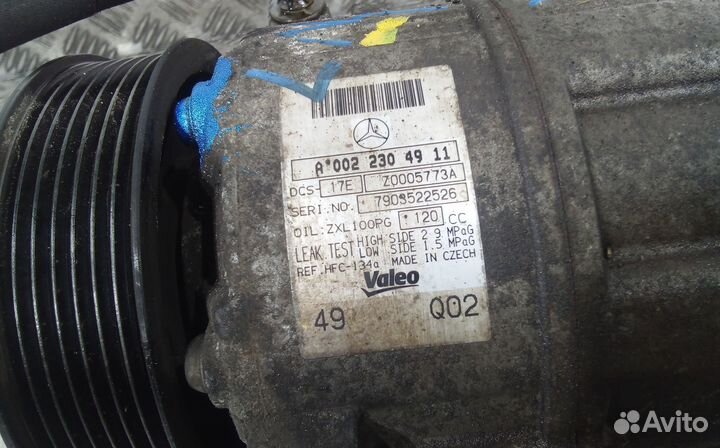 A*002 230 49 11
DCS- 17E Z0005773A
SERI.NO. 7908522526
OIL:ZXL100PG *120 CC
LEAK TEST HIGH SIDE 2.9 MPaG
LOW SIDE 1.5 MPaG
REF.HFC-134a MADE IN CZECH
Valeo
49 Q02
Avito